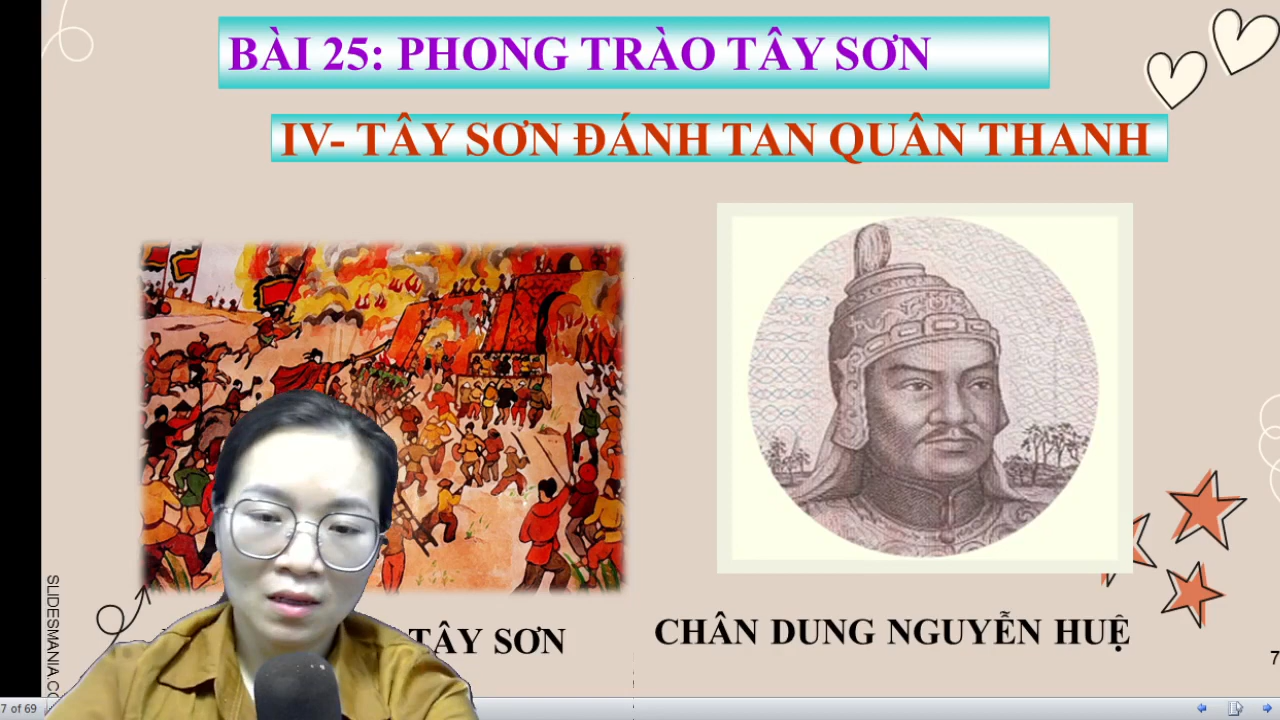 BÀI 25: PHONG TRÀO TÂY SƠN
IV- TÂY SƠN ĐÁNH TAN QUÂN THANH
TÂY SƠN
CHÂN DUNG NGUYỄN HUỆ
SLIDESMANIA.CO
7
7 of 69